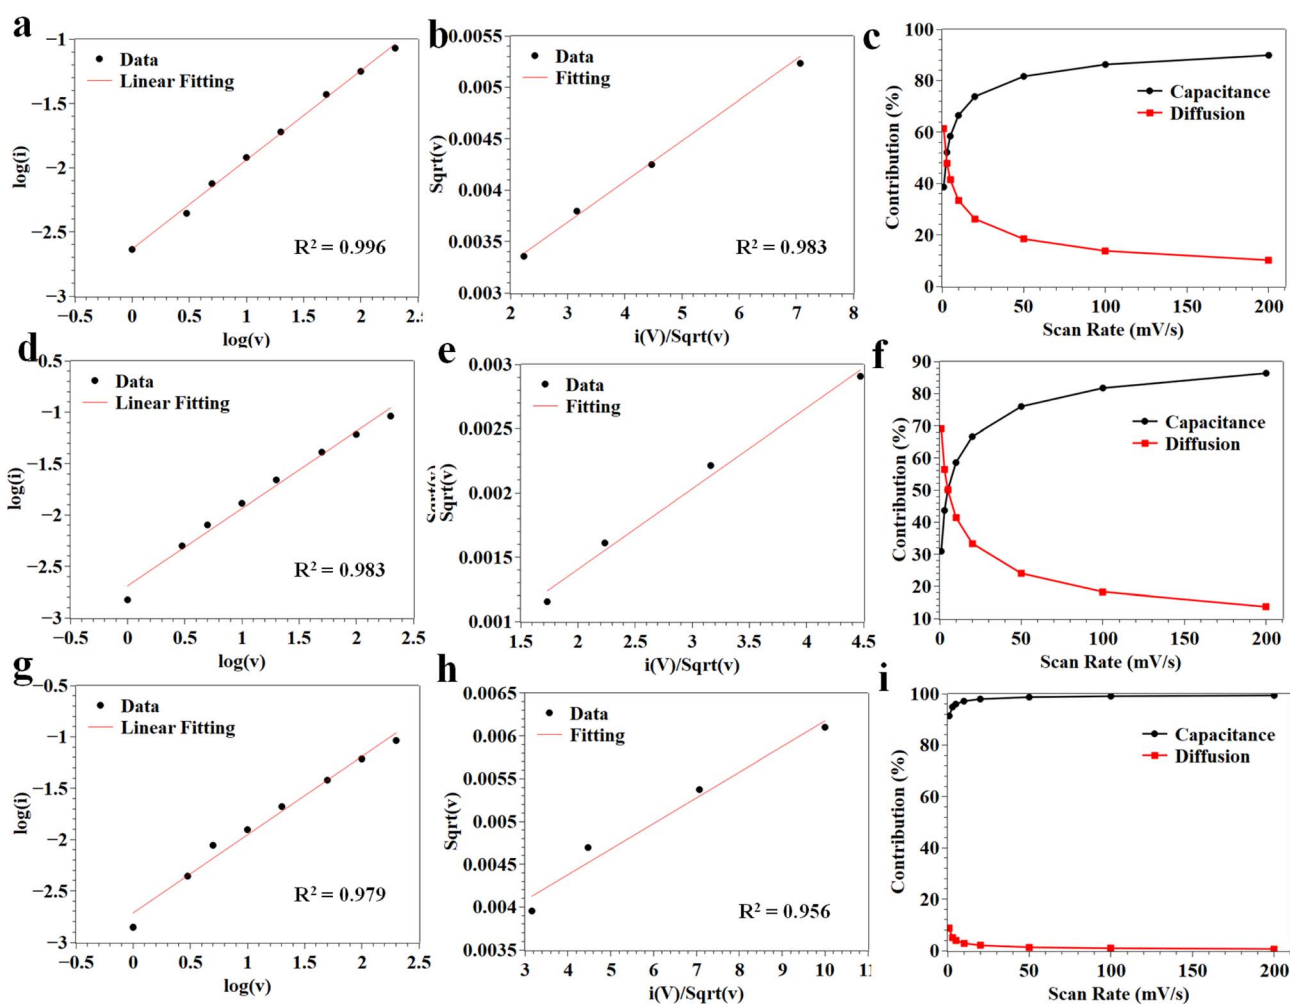 a
−1
−1.5
−2
−2.5
−3
log(i)
Data
Linear Fitting
R² = 0.996
−0.5 0 0.5 1 1.5 2 2.5
log(v)
b
0.0055
0.005
0.0045
0.004
0.0035
0.003
Sqrt(v)
Data
Fitting
R² = 0.983
2 3 4 5 6 7 8
i(V)/Sqrt(v)
c
100
80
60
40
20
0
Contribution (%)
Capacitance
Diffusion
0 50 100 150 200
Scan Rate (mV/s)
d
−0.5
−1
−1.5
−2
−2.5
−3
log(i)
Data
Linear Fitting
R² = 0.983
−0.5 0 0.5 1 1.5 2 2.5
log(v)
e
0.003
0.0025
0.002
0.0015
0.001
Sqrt(v)
Sqrt(v)
Data
Fitting
1.5 2 2.5 3 3.5 4 4.5
i(V)/Sqrt(v)
f
90
80
70
60
50
40
30
20
10
Contribution (%)
Capacitance
Diffusion
0 50 100 150 200
Scan Rate (mV/s)
g
−0.5
−1
−1.5
−2
−2.5
−3
log(i)
Data
Linear Fitting
R² = 0.979
−0.5 0 0.5 1 1.5 2 2.5
log(v)
h
0.0065
0.006
0.0055
0.005
0.0045
0.004
0.0035
Sqrt(v)
Data
Fitting
R² = 0.956
3 4 5 6 7 8 9 10
i(V)/Sqrt(v)
i
100
80
60
40
20
0
Contribution (%)
Capacitance
Diffusion
0 50 100 150 200
Scan Rate (mV/s)